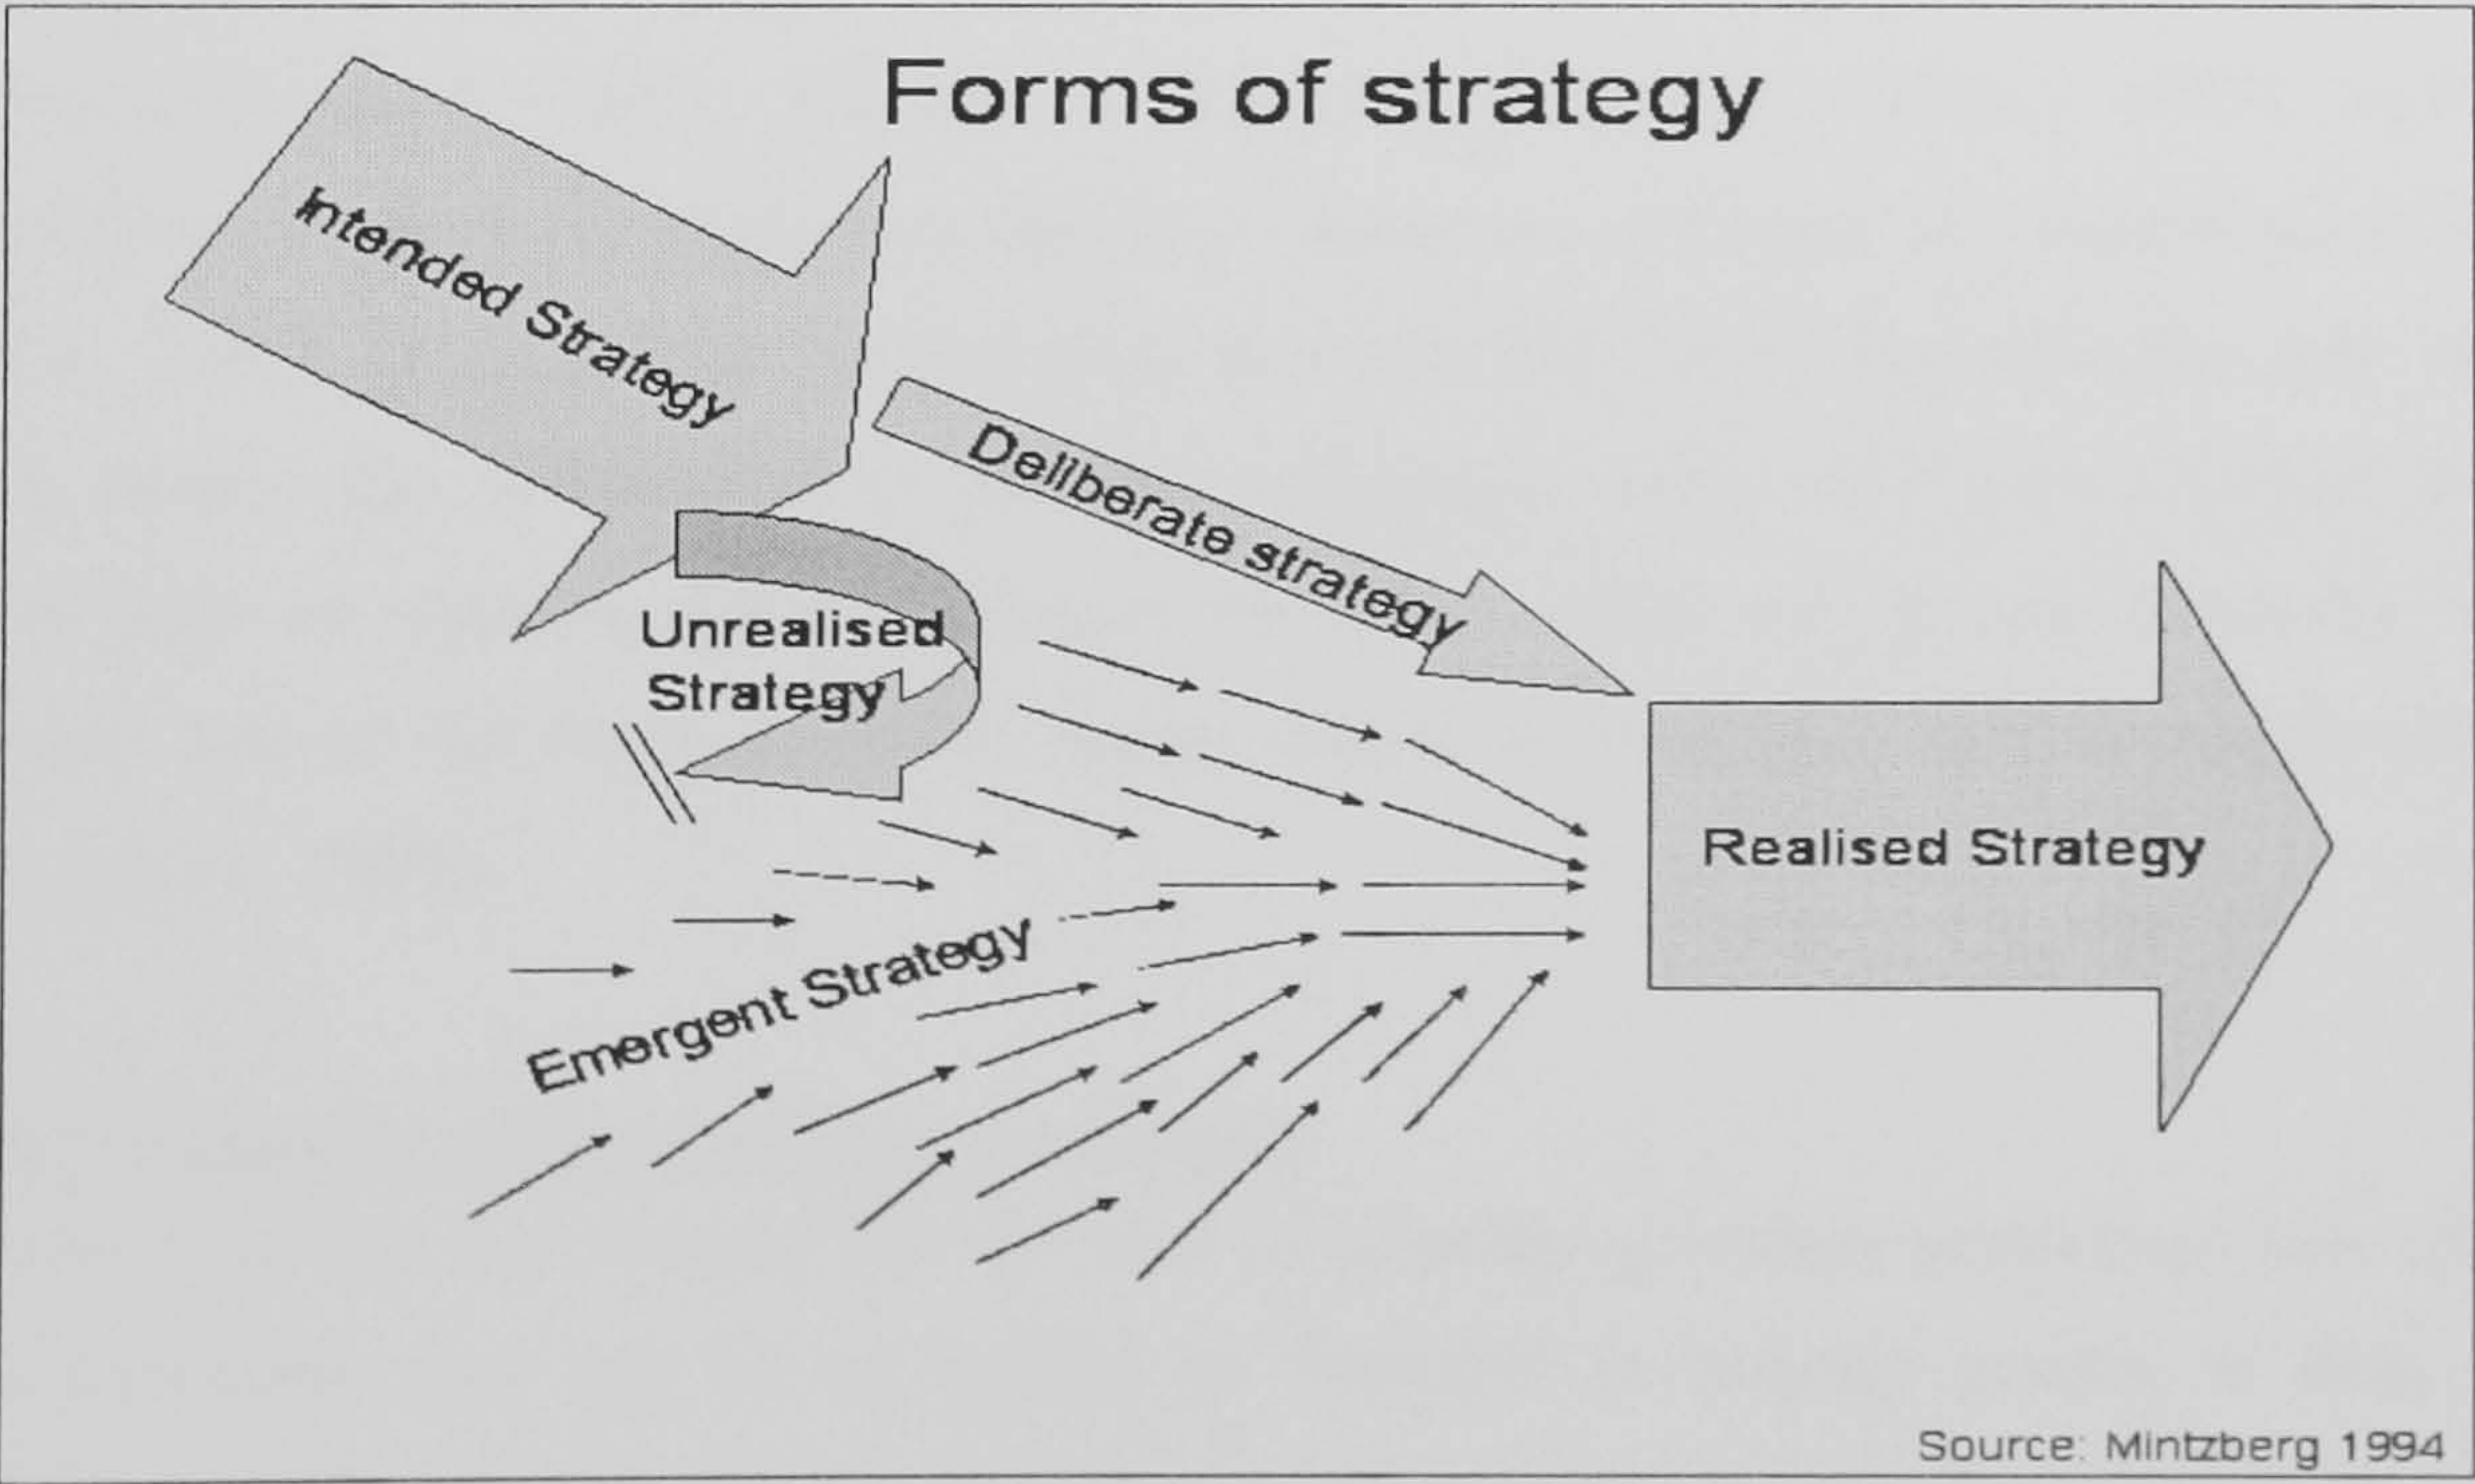 Forms of strategy
Intended Strategy
Deliberate strategy
Unrealised
Strategy
Realised Strategy
Emergent Strategy
Source: Mintzberg 1994